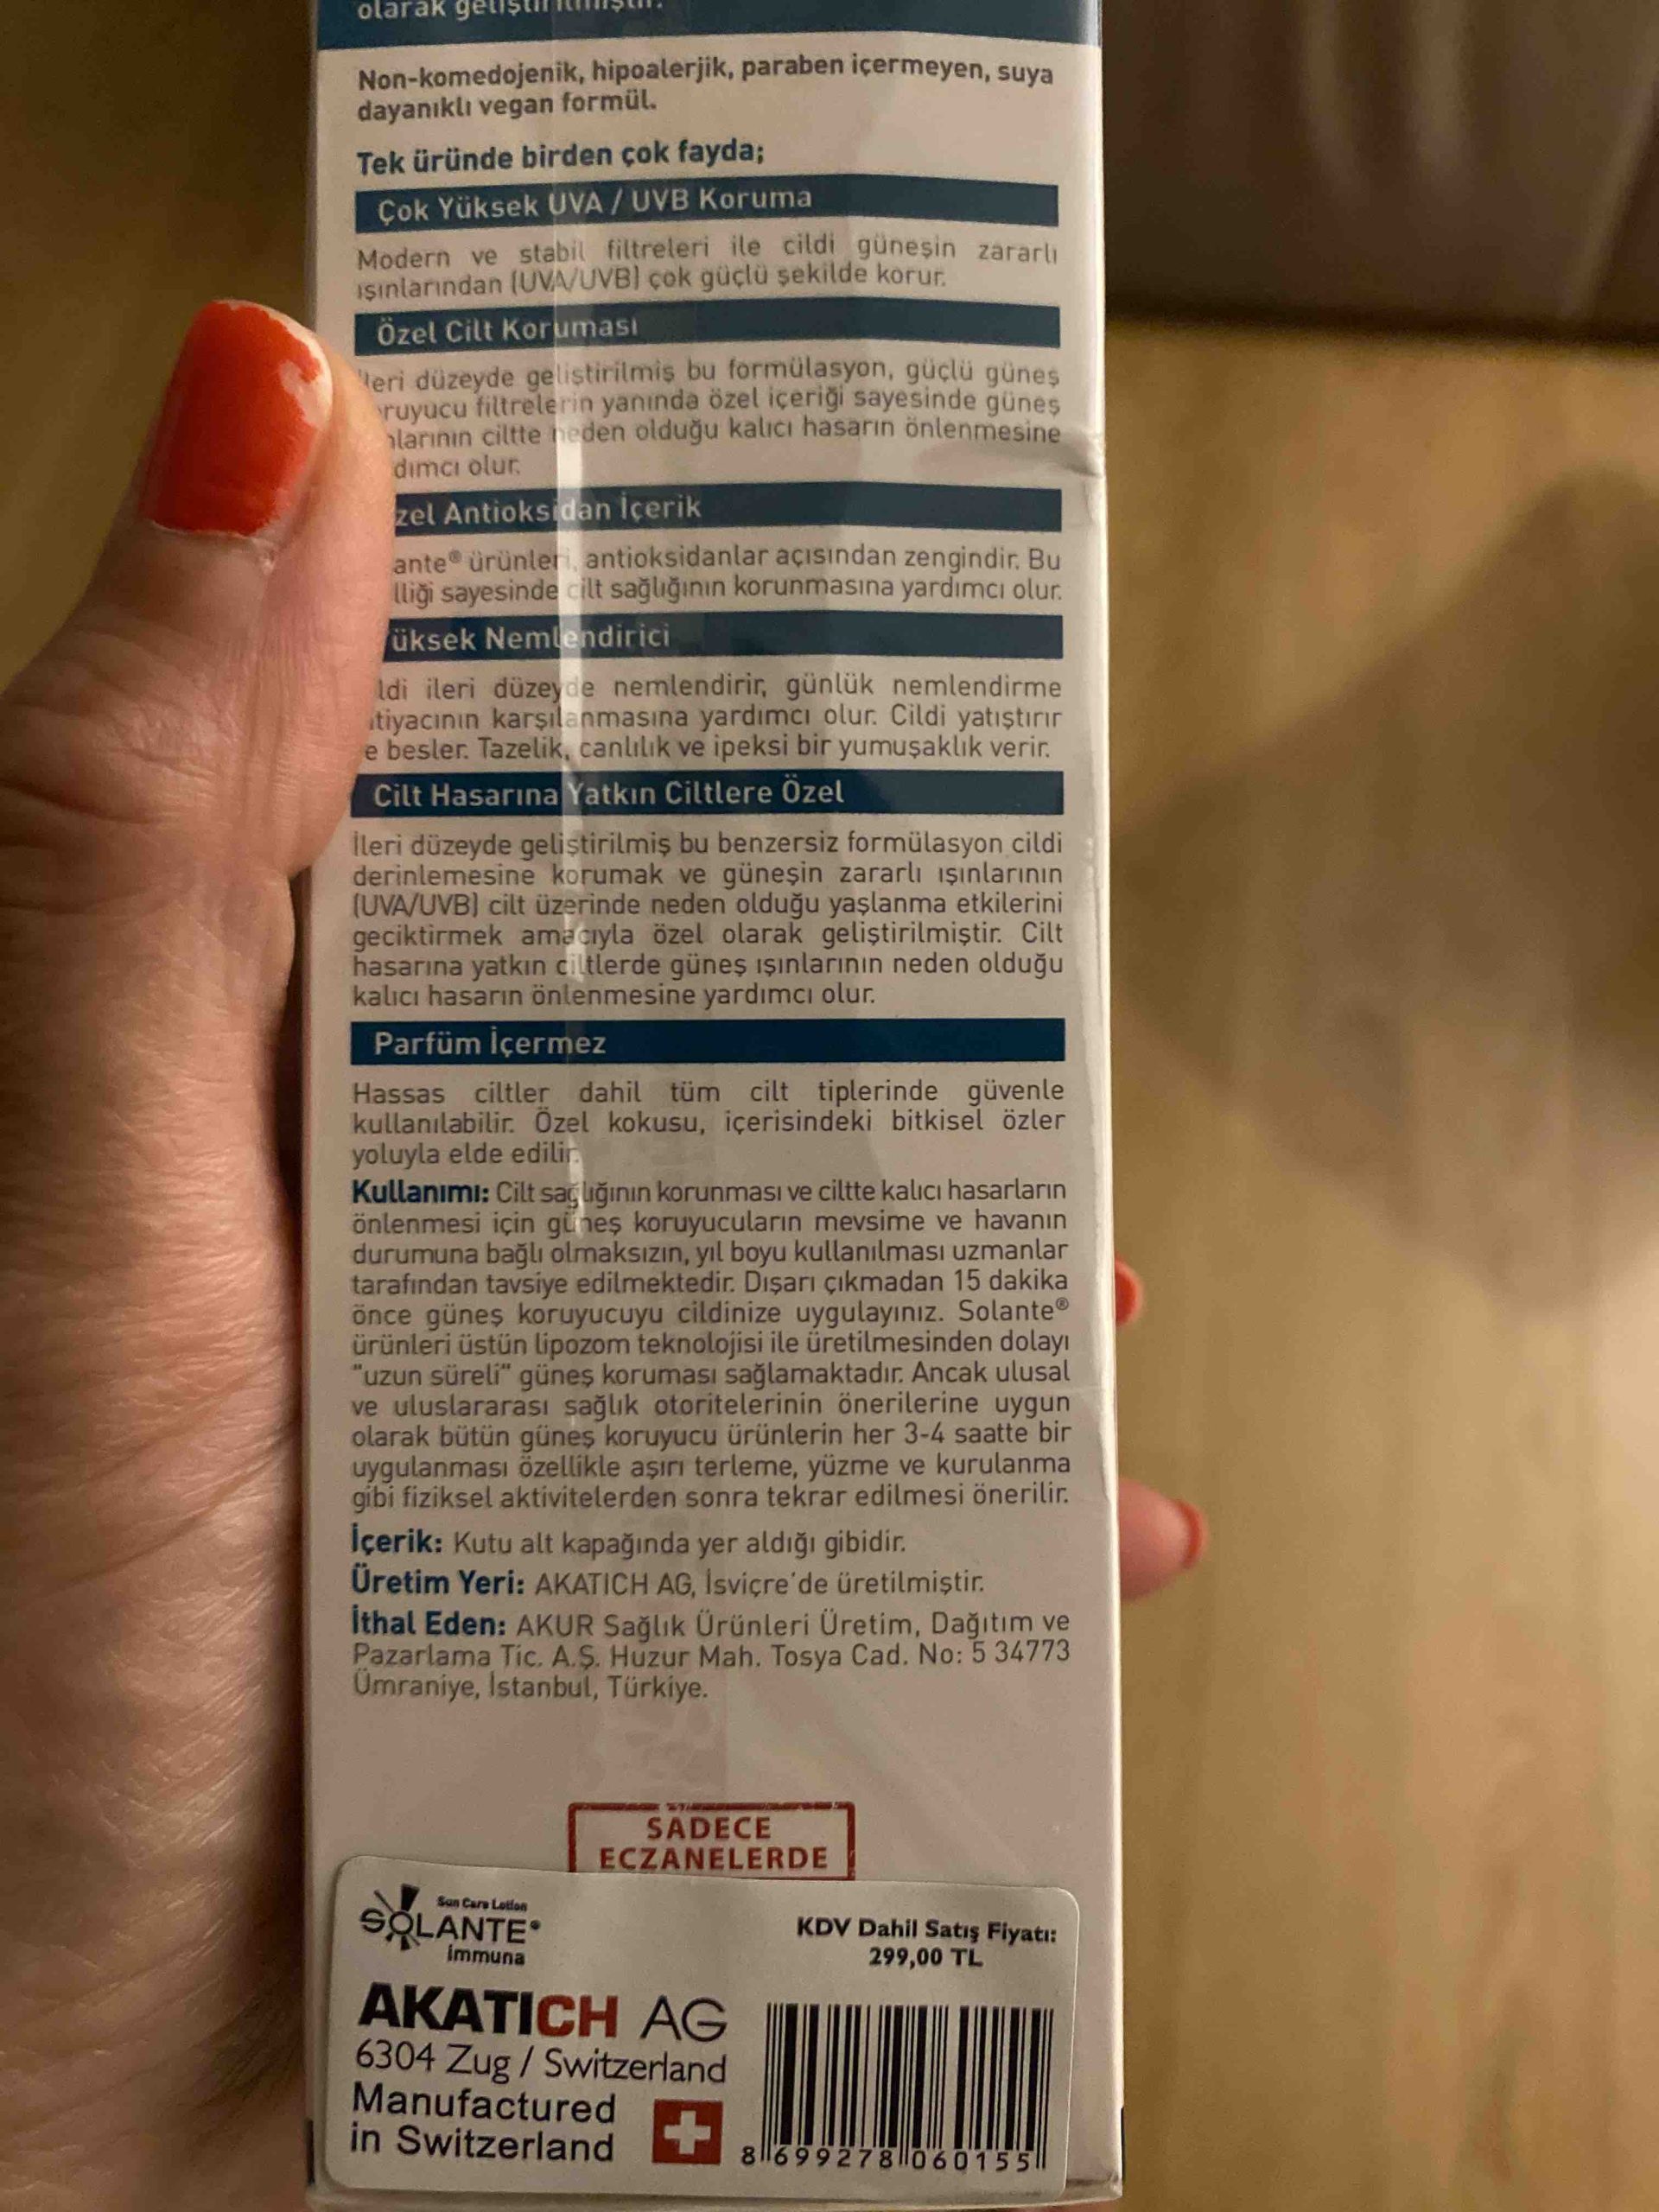 olarak geliştirilmiştir.
Non-komedojenik, hipoalerjik, paraben içermeyen, suya
dayanıklı vegan formül.
Tek üründe birden çok fayda;
Çok Yüksek UVA / UVB Koruma
Modern ve stabil filtreleri ile cildi güneşin zararlı
ışınlarından (UVA/UVB) çok güçlü şekilde korur.
Özel Cilt Koruması
İleri düzeyde geliştirilmiş bu formülasyon, güçlü güneş
ruyucu filtrelerin yanında özel içeriği sayesinde güneş
larının ciltte neden olduğu kalıcı hasarın önlenmesine
dımcı olur.
zel Antioksidan İçerik
ante® ürünleri, antioksidanlar açısından zengindir. Bu
lliği sayesinde cilt sağlığının korunmasına yardımcı olur.
üksek Nemlendirici
ldi ileri düzeyde nemlendirir, günlük nemlendirme
tiyacının karşılanmasına yardımcı olur. Cildi yatıştırır
e besler. Tazelik, canlılık ve ipeksi bir yumuşaklık verir.
Cilt Hasarına Yatkın Ciltlere Özel
İleri düzeyde geliştirilmiş bu benzersiz formülasyon cildi
derinlemesine korumak ve güneşin zararlı ışınlarının
(UVA/UVB) cilt üzerinde neden olduğu yaşlanma etkilerini
geciktirmek amacıyla özel olarak geliştirilmiştir. Cilt
hasarına yatkın ciltlerde güneş ışınlarının neden olduğu
kalıcı hasarın önlenmesine yardımcı olur.
Parfüm İçermez
Hassas ciltler dahil tüm cilt tiplerinde güvenle
kullanılabilir. Özel kokusu, içerisindeki bitkisel özler
yoluyla elde edilir.
Kullanımı: Cilt sağlığının korunması ve ciltte kalıcı hasarların
önlenmesi için güneş koruyucuların mevsime ve havanın
durumuna bağlı olmaksızın, yıl boyu kullanılması uzmanlar
tarafından tavsiye edilmektedir. Dışarı çıkmadan 15 dakika
önce güneş koruyucuyu cildinize uygulayınız. Solante®
ürünleri üstün lipozom teknolojisi ile üretilmesinden dolayı
"uzun süreli" güneş koruması sağlamaktadır. Ancak ulusal
ve uluslararası sağlık otoritelerinin önerilerine uygun
olarak bütün güneş koruyucu ürünlerin her 3-4 saatte bir
uygulanması özellikle aşırı terleme, yüzme ve kurulanma
gibi fiziksel aktivitelerden sonra tekrar edilmesi önerilir.
İçerik: Kutu alt kapağında yer aldığı gibidir.
Üretim Yeri: AKATICH AG, İsviçre'de üretilmiştir.
İthal Eden: AKUR Sağlık Ürünleri Üretim, Dağıtım ve
Pazarlama Tic. A.Ş. Huzur Mah. Tosya Cad. No: 5 34773
Ümraniye, İstanbul, Türkiye.
SADECE
ECZANELERDE
Sun Care Lotion
SOLANTE®
immuna
KDV Dahil Satış Fiyatı:
299,00 TL
AKATICH AG
6304 Zug / Switzerland
Manufactured
in Switzerland
8 699278 060155